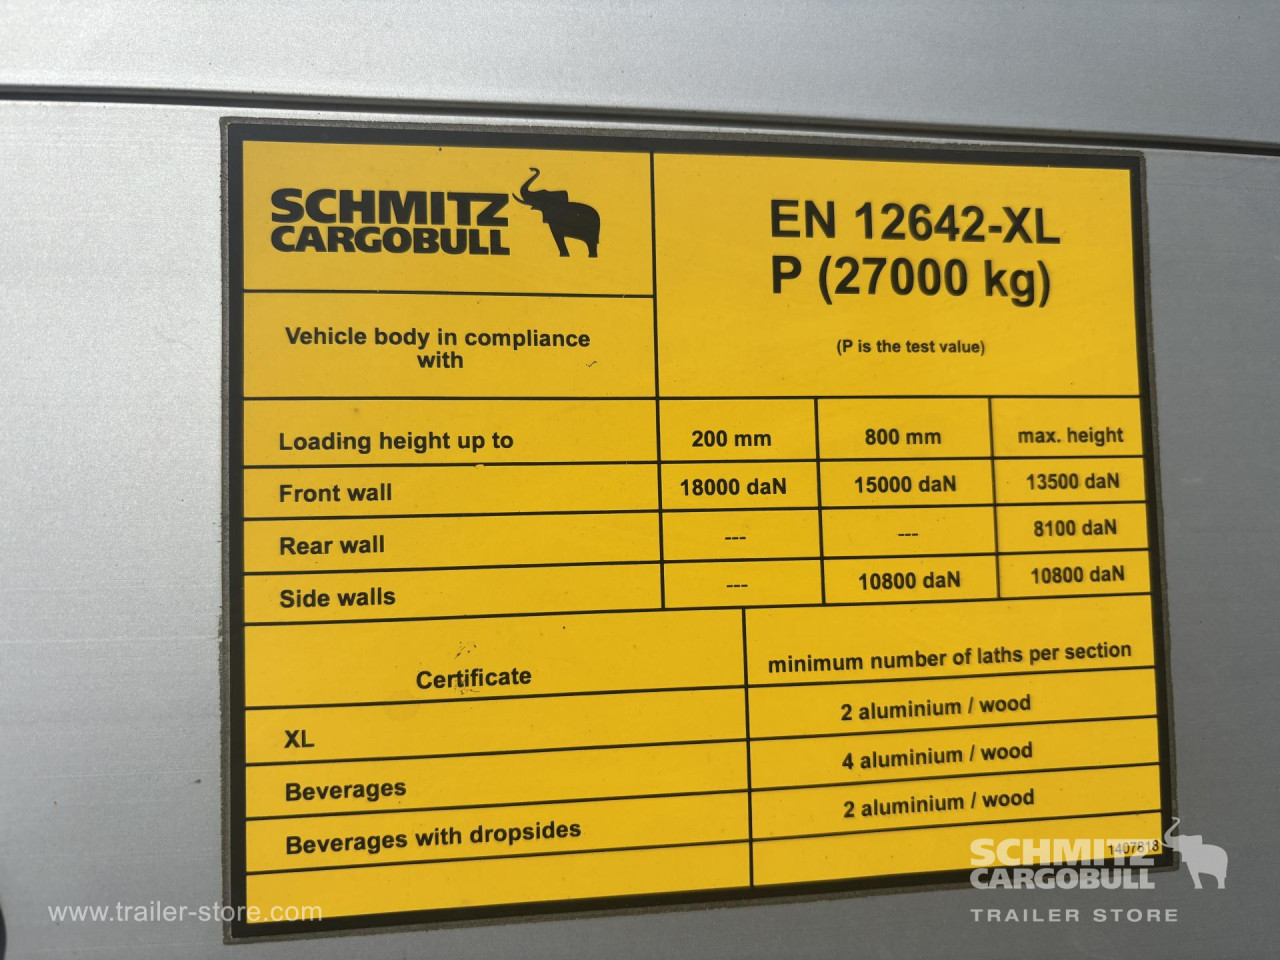 SCHMITZ
CARGOBULL
EN 12642-XL
P (27000 kg)
(P is the test value)
Vehicle body in compliance
with
Loading height up to 200 mm 800 mm max. height
Front wall 18000 daN 15000 daN 13500 daN
Rear wall --- --- 8100 daN
Side walls --- 10800 daN 10800 daN
Certificate minimum number of laths per section
XL 2 aluminium / wood
Beverages 4 aluminium / wood
Beverages with dropsides 2 aluminium / wood
1407818
SCHMITZ
CARGOBULL
TRAILER STORE
www.trailer-store.com